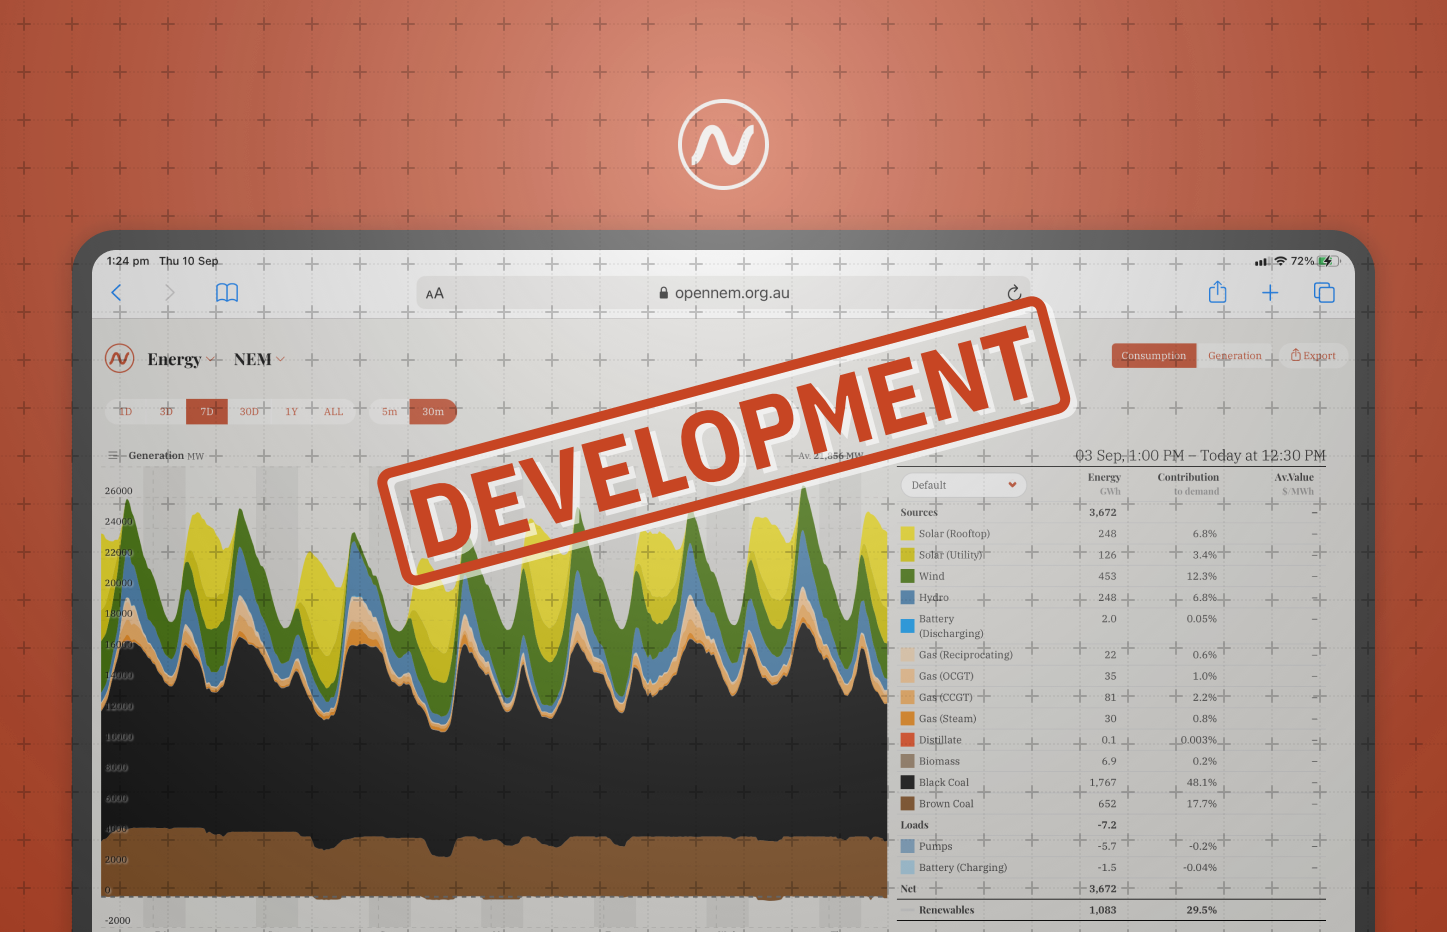 1:24 pm Thu 10 Sep
72%
AA
opennem.org.au
Energy NEM
Consumption Generation Export
1D 3D 7D 30D 1Y ALL 5m 30m
DEVELOPMENT
Generation MW
Av. 21,856 MW
03 Sep, 1:00 PM – Today at 12:30 PM
26000
24000
22000
20000
18000
16000
14000
12000
10000
8000
6000
4000
2000
0
-2000
Default
Energy Contribution Av.Value
GWh to demand $/MWh
Sources 3,672 –
Solar (Rooftop) 248 6.8% –
Solar (Utility) 126 3.4% –
Wind 453 12.3% –
Hydro 248 6.8% –
Battery 2.0 0.05% –
(Discharging)
Gas (Reciprocating) 22 0.6% –
Gas (OCGT) 35 1.0% –
Gas (CCGT) 81 2.2% –
Gas (Steam) 30 0.8% –
Distillate 0.1 0.003% –
Biomass 6.9 0.2% –
Black Coal 1,767 48.1% –
Brown Coal 652 17.7% –
Loads -7.2
Pumps -5.7 -0.2% –
Battery (Charging) -1.5 -0.04% –
Net 3,672
Renewables 1,083 29.5%